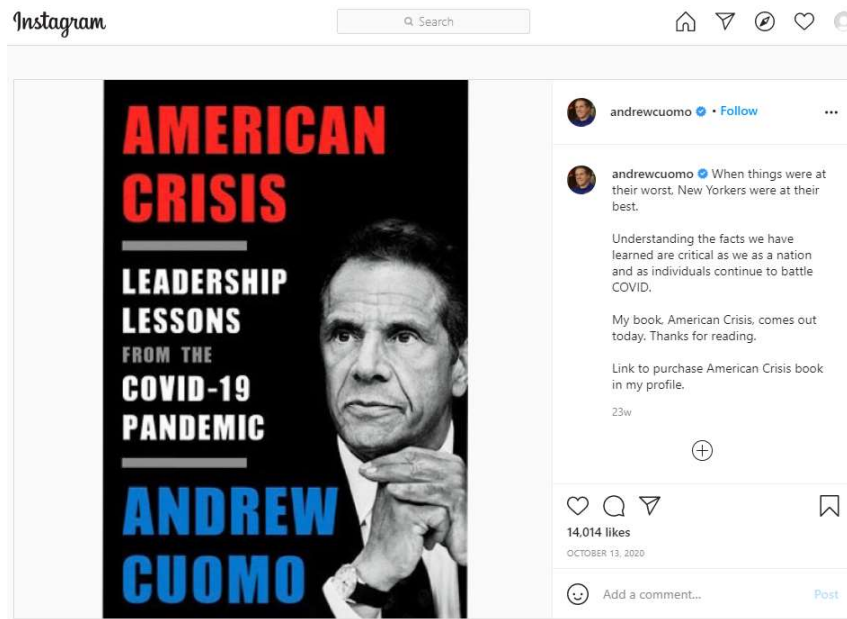 Instagram
Search
AMERICAN
CRISIS
LEADERSHIP
LESSONS
FROM THE
COVID-19
PANDEMIC
ANDREW
CUOMO
andrewcuomo • Follow
andrewcuomo When things were at
their worst, New Yorkers were at their
best.
Understanding the facts we have
learned are critical as we as a nation
and as individuals continue to battle
COVID.
My book, American Crisis, comes out
today. Thanks for reading.
Link to purchase American Crisis book
in my profile.
23w
14,014 likes
OCTOBER 13, 2020
Add a comment... Post